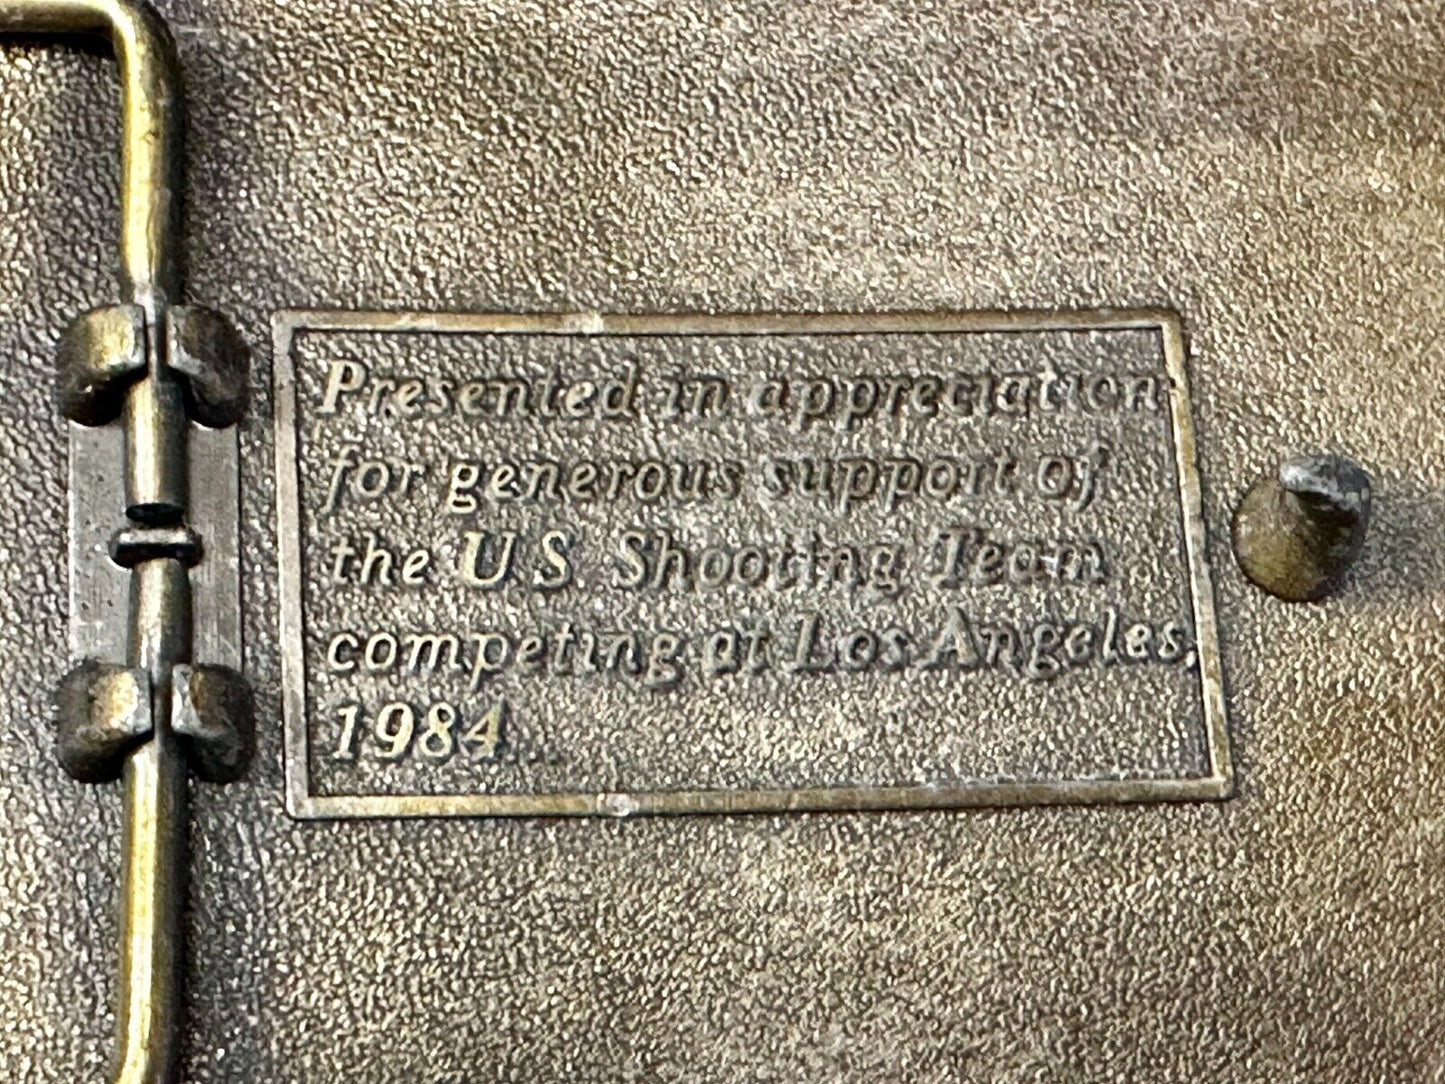 Presented in appreciation
for generous support of
the U.S. Shooting Team
competing at Los Angeles,
1984.